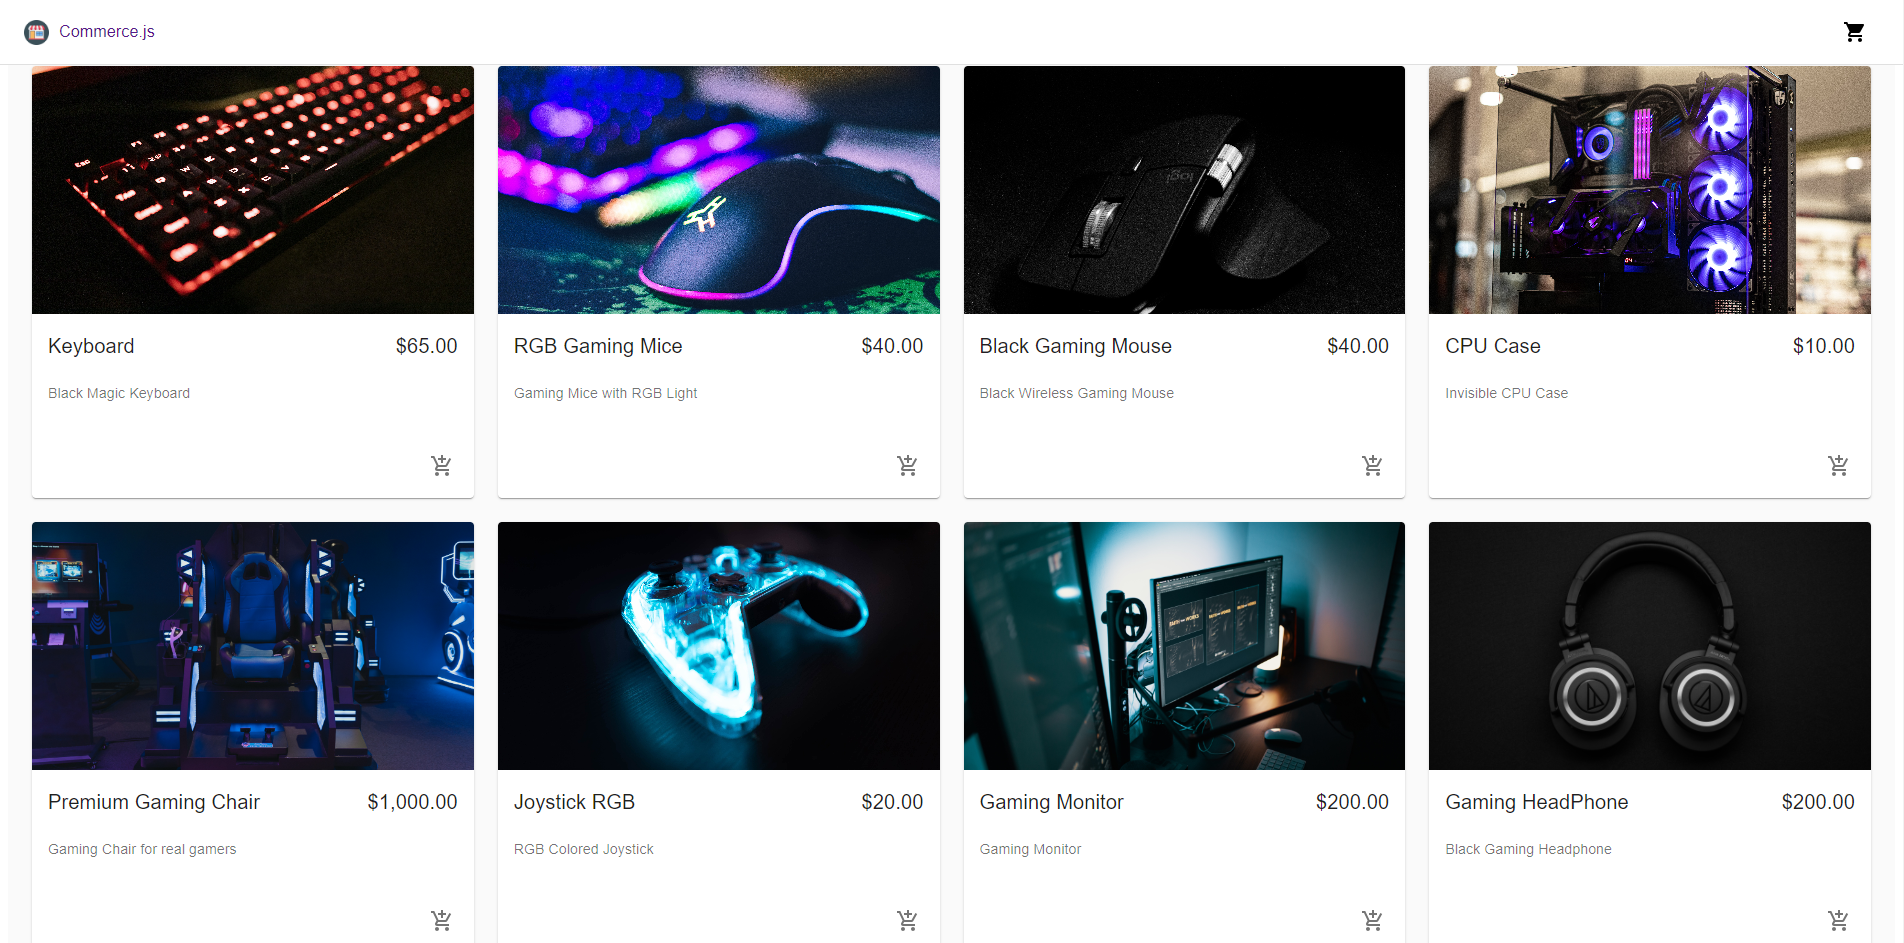 Commerce.js
logi
Keyboard $65.00
Black Magic Keyboard
RGB Gaming Mice $40.00
Gaming Mice with RGB Light
Black Gaming Mouse $40.00
Black Wireless Gaming Mouse
CPU Case $10.00
Invisible CPU Case
Premium Gaming Chair $1,000.00
Gaming Chair for real gamers
Joystick RGB $20.00
RGB Colored Joystick
Gaming Monitor $200.00
Gaming Monitor
Gaming HeadPhone $200.00
Black Gaming Headphone